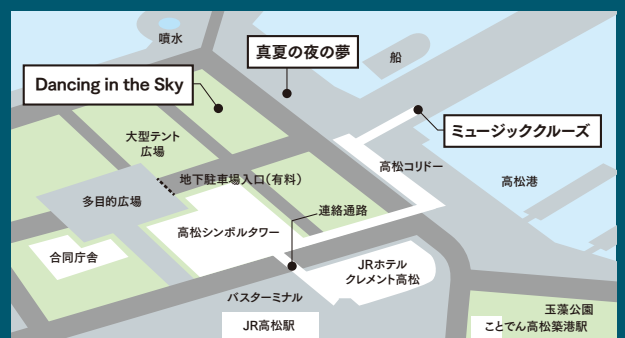 噴水
真夏の夜の夢
船
Dancing in the Sky
大型テント
広場
ミュージッククルーズ
高松コリドー
地下駐車場入口(有料)
高松港
多目的広場
連絡通路
高松シンボルタワー
合同庁舎
JRホテル
クレメント高松
バスターミナル
JR高松駅
玉藻公園
ことでん高松築港駅